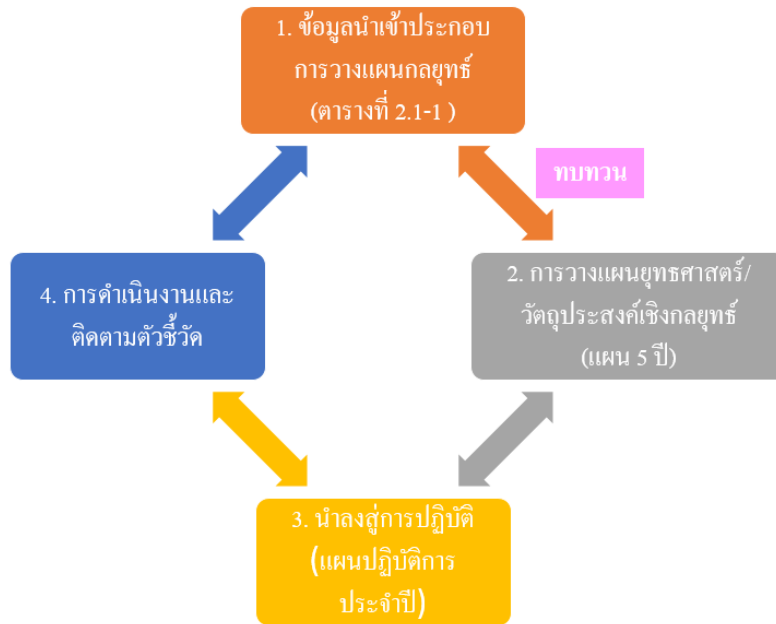 1. ข้อมูลนำเข้าประกอบ
การวางแผนกลยุทธ์
(ตารางที่ 2.1-1 )
ทบทวน
2. การวางแผนยุทธศาสตร์/
วัตถุประสงค์เชิงกลยุทธ์
(แผน 5 ปี)
4. การดำเนินงานและ
ติดตามตัวชี้วัด
3. นำลงสู่การปฏิบัติ
(แผนปฏิบัติการ
ประจำปี)